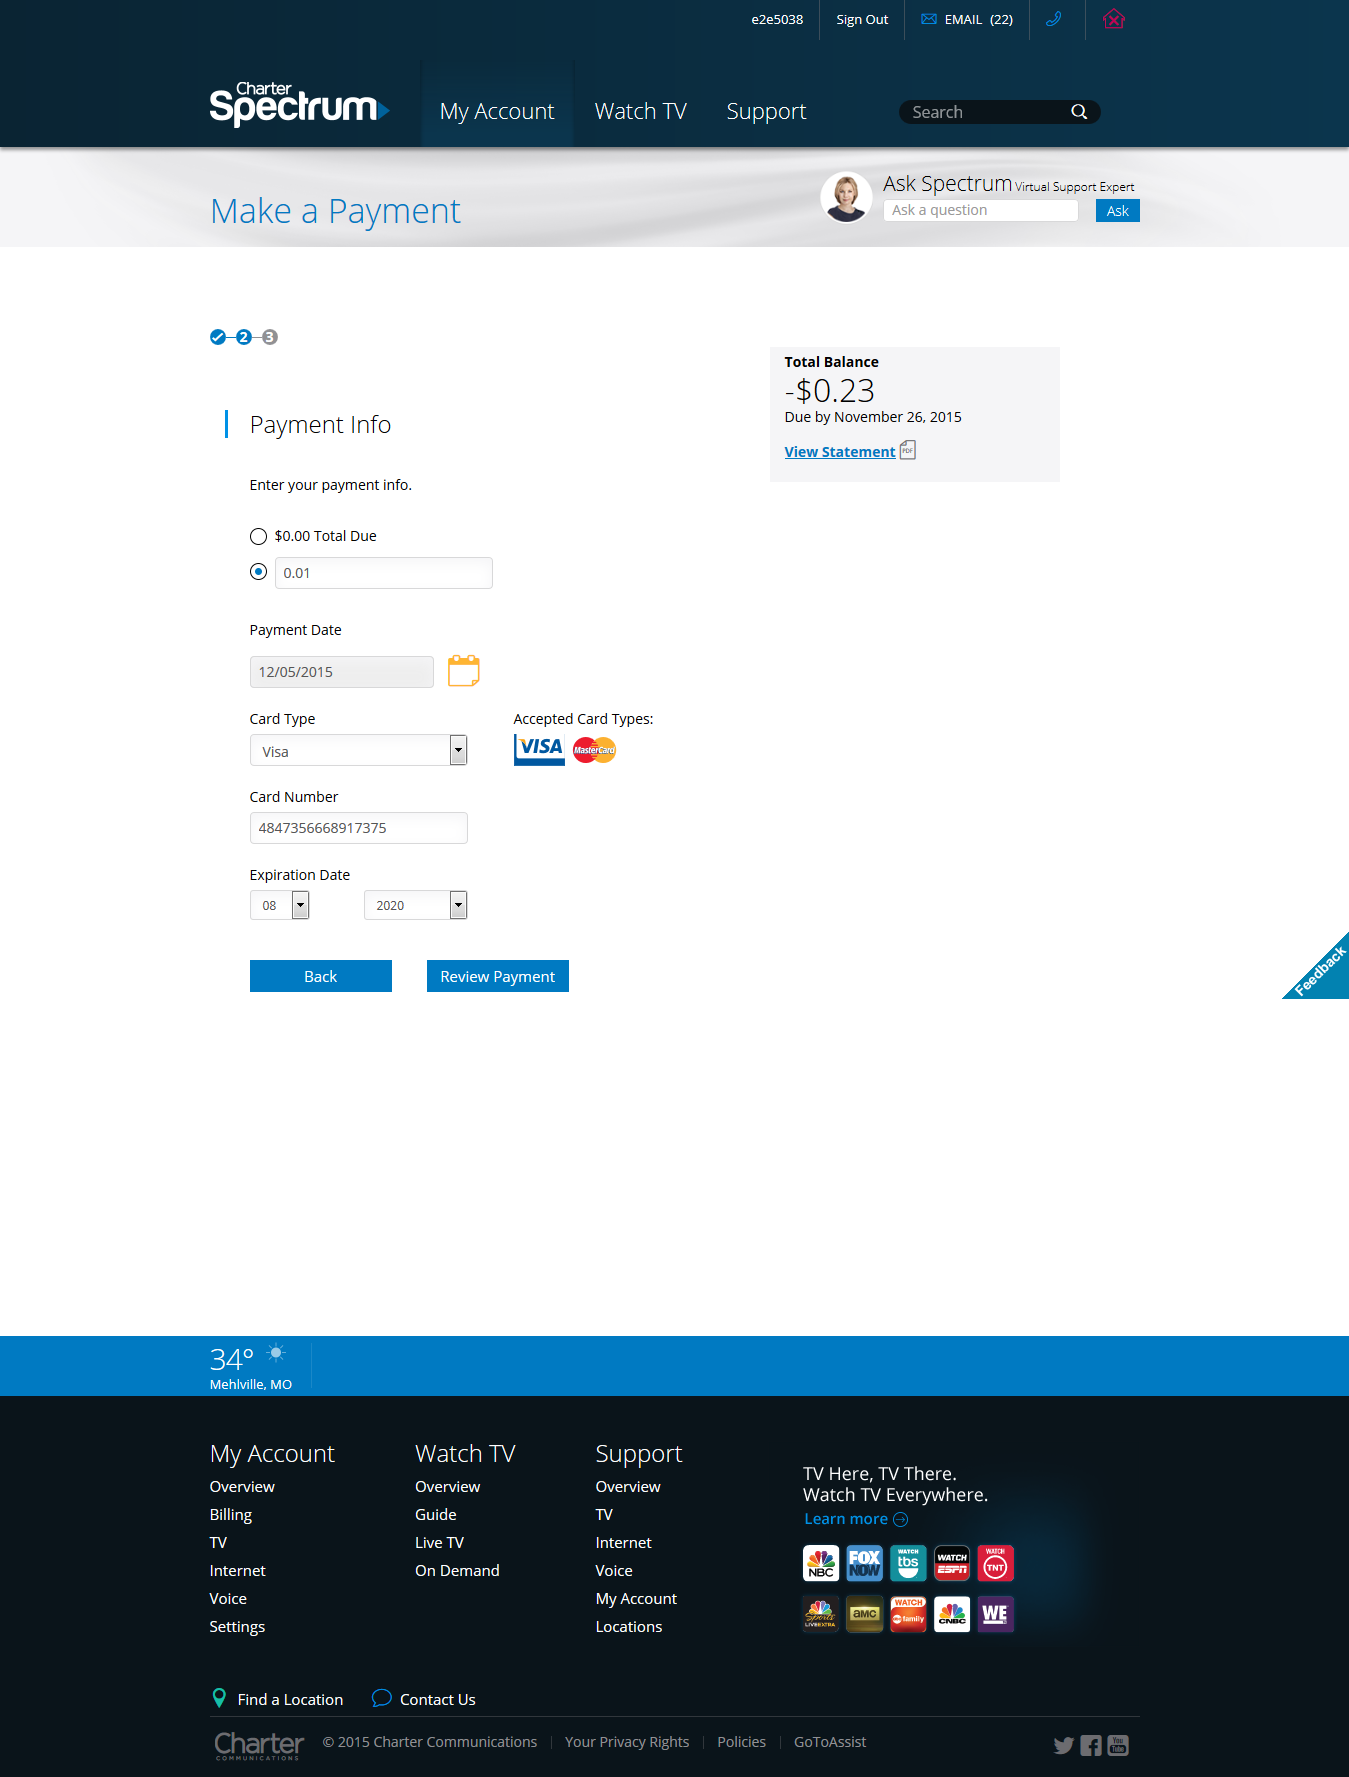 e2e5038
Sign Out
EMAIL (22)
Charter
Spectrum
My Account
Watch TV
Support
Search
Make a Payment
Ask Spectrum Virtual Support Expert
Ask a question
Ask
2
3
Total Balance
-$0.23
Due by November 26, 2015
View Statement
PDF
Payment Info
Enter your payment info.
$0.00 Total Due
0.01
Payment Date
12/05/2015
Card Type
Accepted Card Types:
Visa
VISA
MasterCard
Card Number
4847356668917375
Expiration Date
08
2020
Back
Review Payment
Feedback
34°
Mehlville, MO
My Account
Overview
Billing
TV
Internet
Voice
Settings
Watch TV
Overview
Guide
Live TV
On Demand
Support
Overview
TV
Internet
Voice
My Account
Locations
TV Here, TV There.
Watch TV Everywhere.
Learn more
NBC
FOX NOW
WATCH tbs
WATCH ESPN
WATCH TNT
Sports LIVE EXTRA
amc
WATCH abc family
CNBC
WE
Find a Location
Contact Us
Charter
COMMUNICATIONS
© 2015 Charter Communications
Your Privacy Rights
Policies
GoToAssist
You Tube